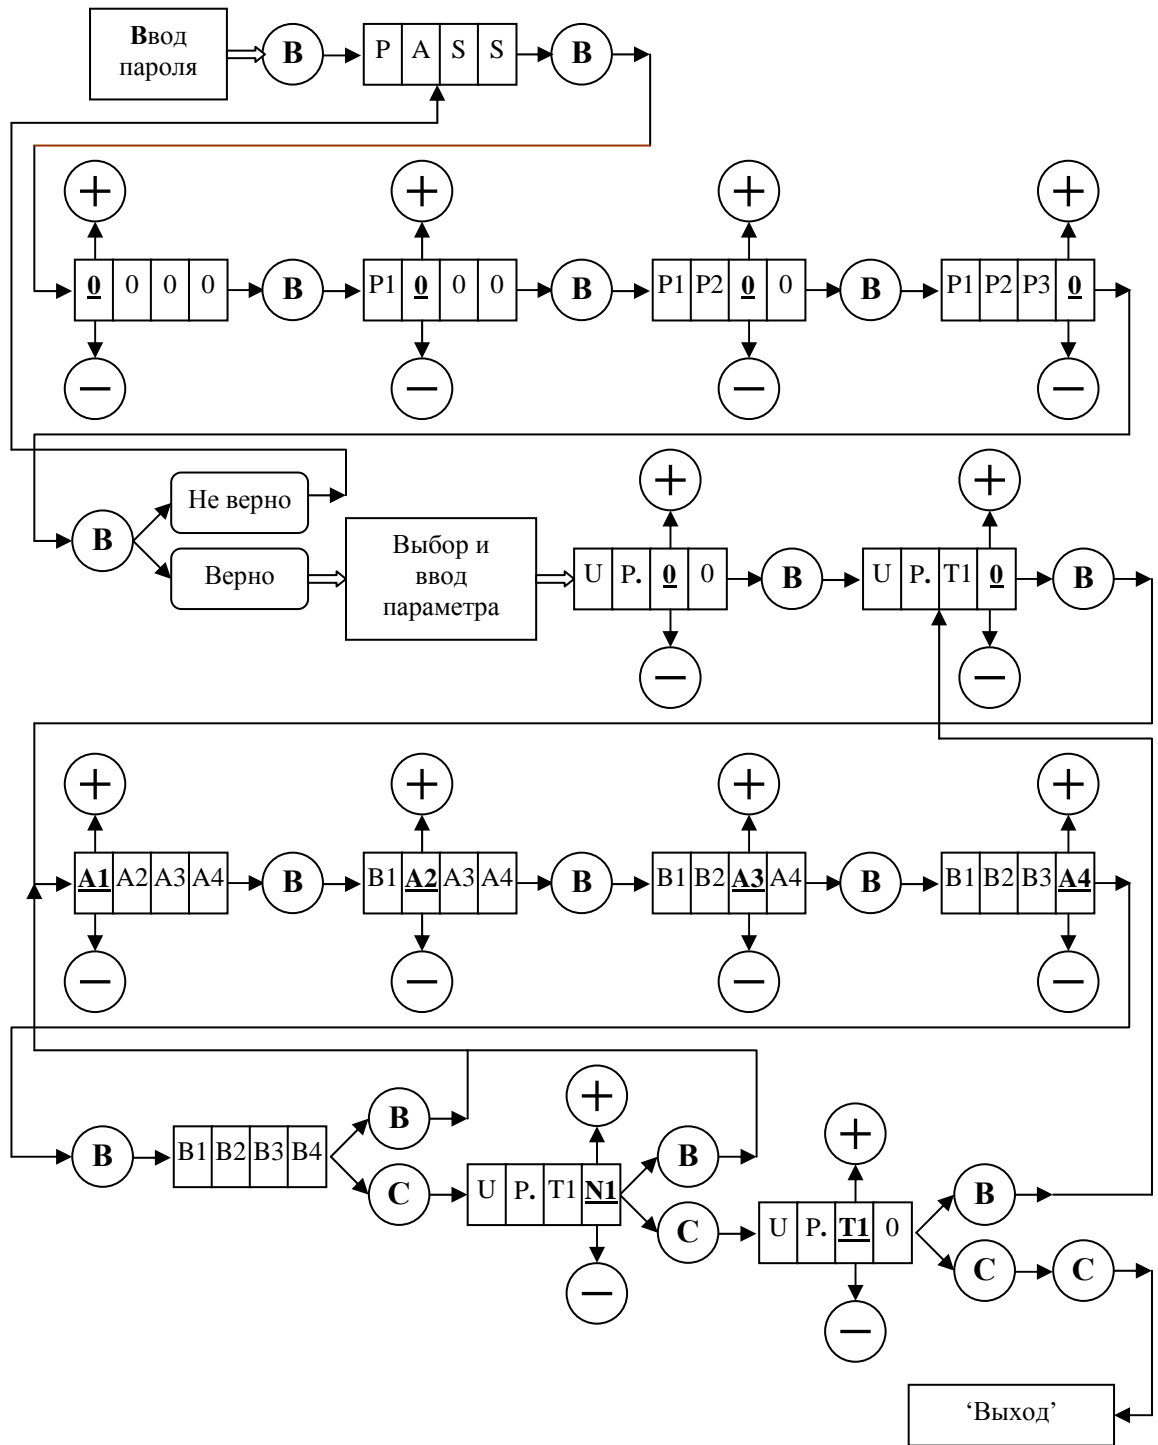 Ввод
пароля
В
P A S S
В
+ + + +
0 0 0 0
В
P1 0 0 0
В
P1 P2 0 0
В
P1 P2 P3 0
− − − −
Не верно
В
Верно
Выбор и
ввод
параметра
+ +
U P. 0 0
В
U P. T1 0
В
− −
+ + + +
A1 A2 A3 A4
В
B1 A2 A3 A4
В
B1 B2 A3 A4
В
B1 B2 B3 A4
− − − −
В
B1 B2 B3 B4
В
С
+
U P. T1 N1
−
В
С
+
U P. T1 0
−
В
С
С
‘Выход’